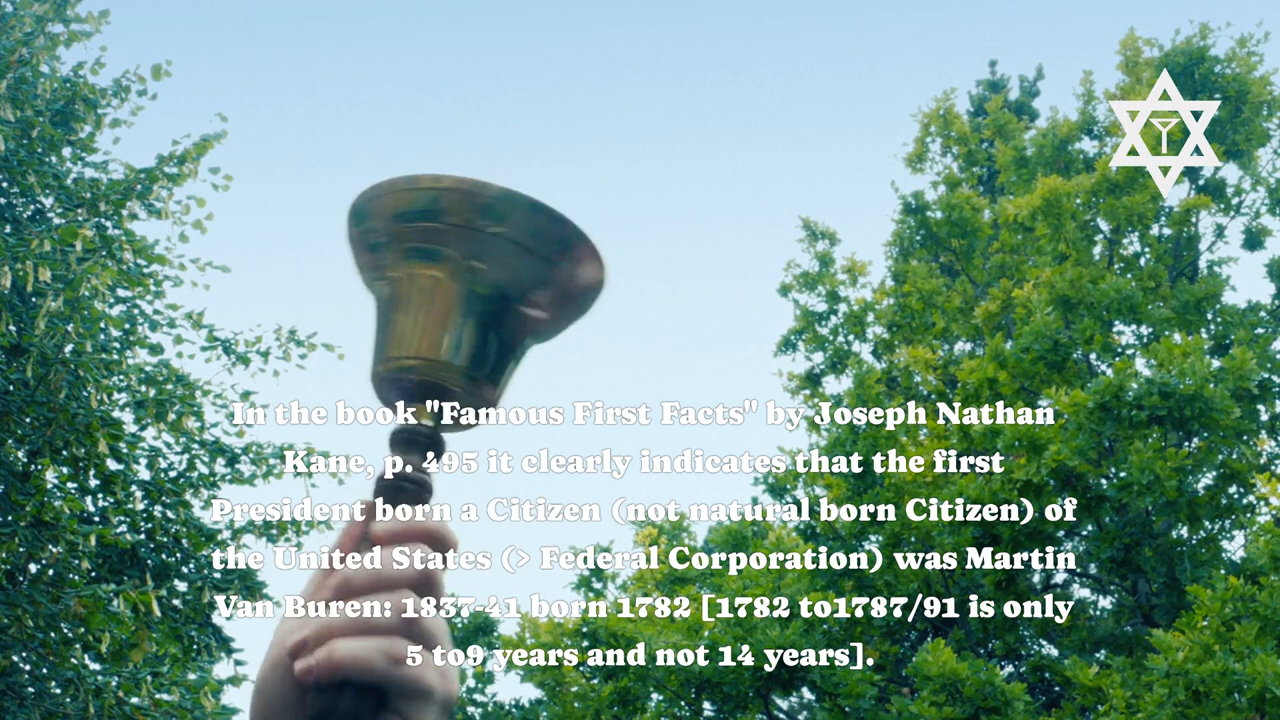 In the book "Famous First Facts" by Joseph Nathan
Kane, p. 495 it clearly indicates that the first
President born a Citizen (not natural born Citizen) of
the United States (> Federal Corporation) was Martin
Van Buren: 1837-41 born 1782 [1782 to1787/91 is only
5 to9 years and not 14 years].